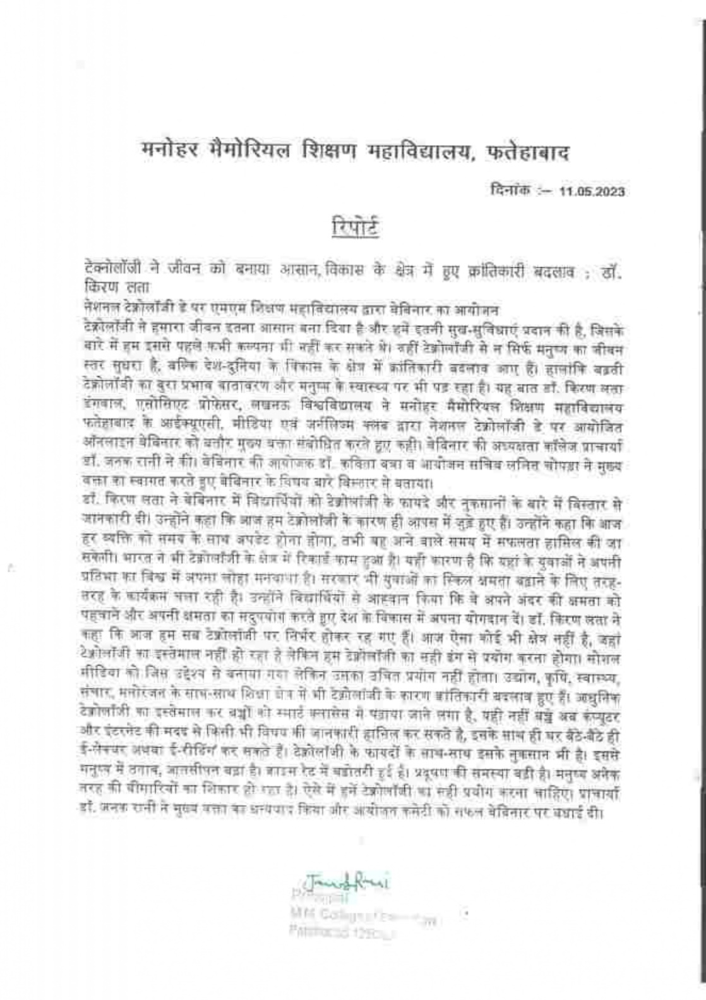 मनोहर मैमोरियल शिक्षण महाविद्यालय, फतेहाबाद
दिनांक :– 11.05.2023
रिपोर्ट
टेक्नोलॉजी ने जीवन को बनाया आसान, विकास के क्षेत्र में हुए क्रांतिकारी बदलाव : डॉ.
किरण लता
नेशनल टेक्नोलॉजी डे पर एमएम शिक्षण महाविद्यालय द्वारा वेबिनार का आयोजन
टेक्नोलॉजी ने हमारा जीवन इतना आसान बना दिया है और हमें इतनी सुख-सुविधाएं प्रदान की है, जिसके
बारे में हम इससे पहले कभी कल्पना भी नहीं कर सकते थे। वहीं टेक्नोलॉजी से न सिर्फ मनुष्य का जीवन
स्तर सुधरा है, बल्कि देश-दुनिया के विकास के क्षेत्र में क्रांतिकारी बदलाव आए हैं। हालांकि बढ़ती
टेक्नोलॉजी का बुरा प्रभाव वातावरण और मनुष्य के स्वास्थ्य पर भी पड़ रहा है। यह बात डॉ. किरण लता
डंगवाल, एसोसिएट प्रोफेसर, लखनऊ विश्वविद्यालय ने मनोहर मैमोरियल शिक्षण महाविद्यालय
फतेहाबाद के आईक्यूएसी, मीडिया एवं जर्नलिज्म क्लब द्वारा नेशनल टेक्नोलॉजी डे पर आयोजित
ऑनलाइन वेबिनार को बतौर मुख्य वक्ता संबोधित करते हुए कही। वेबिनार की अध्यक्षता कॉलेज प्राचार्या
डॉ. जनक रानी ने की। वेबिनार की आयोजक डॉ. कविता बत्रा व आयोजन सचिव ललित चोपड़ा ने मुख्य
वक्ता का स्वागत करते हुए वेबिनार के विषय बारे विस्तार से बताया।
डॉ. किरण लता ने वेबिनार में विद्यार्थियों को टेक्नोलॉजी के फायदे और नुकसानों के बारे में विस्तार से
जानकारी दी। उन्होंने कहा कि आज हम टेक्नोलॉजी के कारण ही आपस में जुड़े हुए हैं। उन्होंने कहा कि आज
हर व्यक्ति को समय के साथ अपडेट होना होगा, तभी वह आने वाले समय में सफलता हासिल की जा
सकेगी। भारत ने भी टेक्नोलॉजी के क्षेत्र में रिकार्ड काम हुआ है। यही कारण है कि यहां के युवाओं ने अपनी
प्रतिभा का विश्व में अपना लोहा मनवाया है। सरकार भी युवाओं का स्किल क्षमता बढ़ाने के लिए तरह-
तरह के कार्यक्रम चला रही है। उन्होंने विद्यार्थियों से आहवान किया कि वे अपने अंदर की क्षमता को
पहचाने और अपनी क्षमता का सदुपयोग करते हुए देश के विकास में अपना योगदान दें। डॉ. किरण लता ने
कहा कि आज हम सब टेक्नोलॉजी पर निर्भर होकर रह गए हैं। आज ऐसा कोई भी क्षेत्र नहीं है, जहां
टेक्नोलॉजी का इस्तेमाल नहीं हो रहा है लेकिन हम टेक्नोलॉजी का सही ढंग से प्रयोग करना होगा। सोशल
मीडिया को जिस उद्देश्य से बनाया गया लेकिन उसका उचित प्रयोग नहीं होता। उद्योग, कृषि, स्वास्थ्य,
संचार, मनोरंजन के साथ-साथ शिक्षा क्षेत्र में भी टेक्नोलॉजी के कारण क्रांतिकारी बदलाव हुए हैं। आधुनिक
टेक्नोलॉजी का इस्तेमाल कर बच्चों को स्मार्ट क्लासेस में पढ़ाया जाने लगा है, यही नहीं बच्चे अब कंप्यूटर
और इंटरनेट की मदद से किसी भी विषय की जानकारी हासिल कर सकते है, इसके साथ ही घर बैठे-बैठे ही
ई-लेक्चर अथवा ई-रीडिंग कर सकते हैं। टेक्नोलॉजी के फायदों के साथ-साथ इसके नुकसान भी है। इससे
मनुष्य में तनाव, आलसीपन बढ़ा है। क्राइम रेट में बढोतरी हुई है। प्रदूषण की समस्या बढ़ी है। मनुष्य अनेक
तरह की बीमारियों का शिकार हो रहा है। ऐसे में हमें टेक्नोलॉजी का सही प्रयोग करना चाहिए। प्राचार्या
डॉ. जनक रानी ने मुख्य वक्ता का धन्यवाद किया और आयोजन कमेटी को सफल वेबिनार पर बधाई दी।
Principal
MM College of